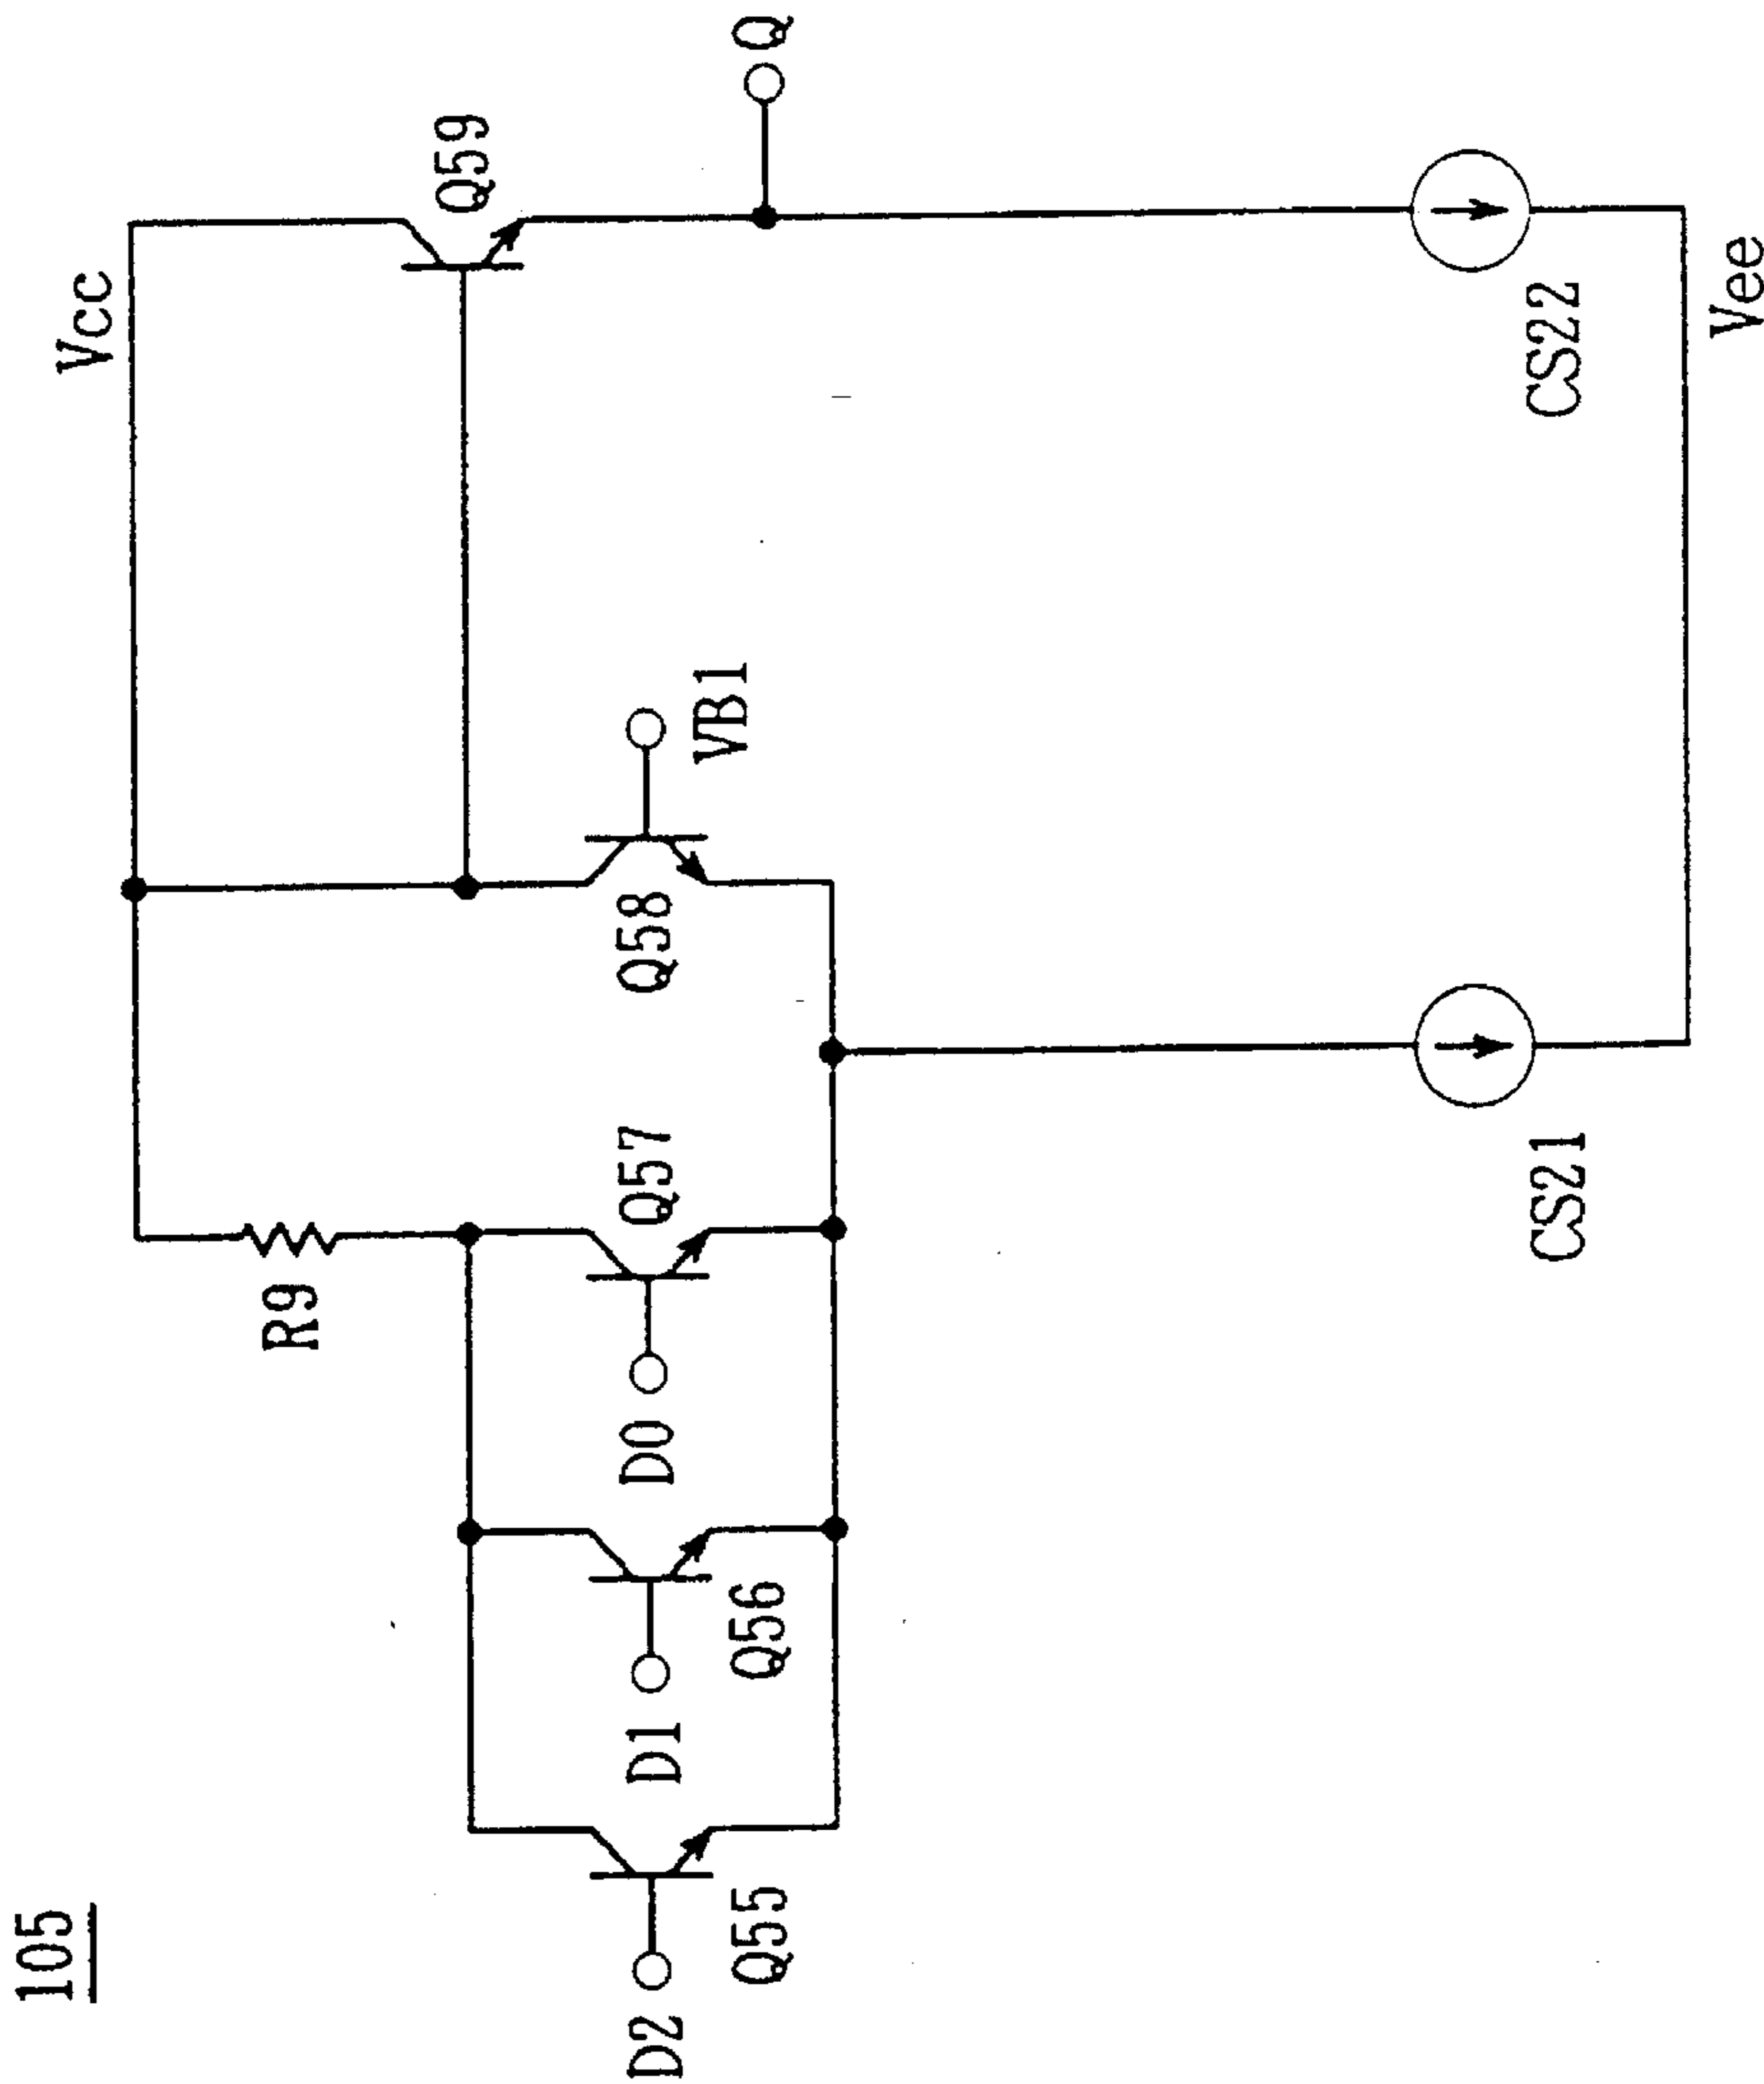 105
Vcc
R9
Q59
Q
D2
D1
D0
Q57
Q58
VB1
Q55
Q56
CS21
CS22
Vee